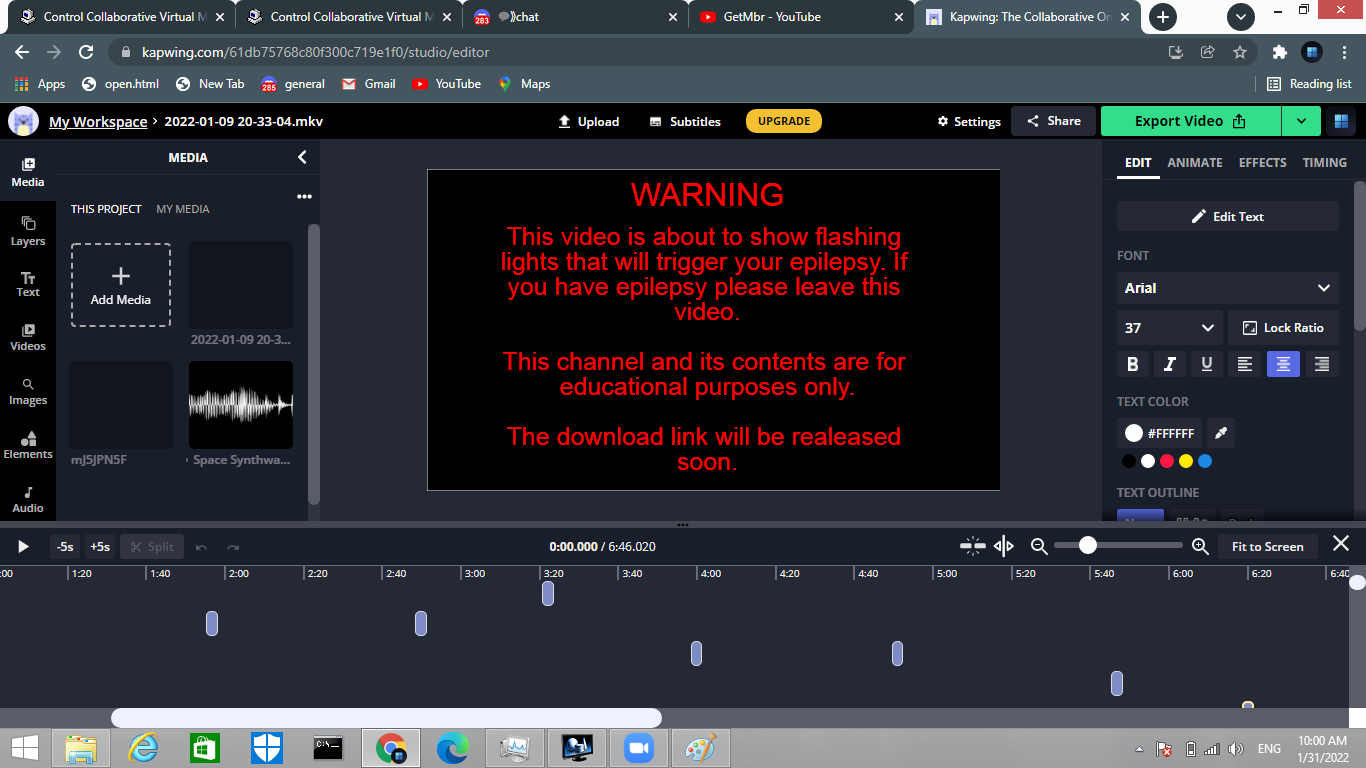 Control Collaborative Virtual M
Control Collaborative Virtual M
283 chat
GetMbr - YouTube
Kapwing: The Collaborative On
kapwing.com/61db75768c80f300c719e1f0/studio/editor
Apps
open.html
New Tab
285 general
Gmail
YouTube
Maps
Reading list
My Workspace › 2022-01-09 20-33-04.mkv
Upload
Subtitles
UPGRADE
Settings
Share
Export Video
Media
Layers
Text
Videos
Images
Elements
Audio
MEDIA
THIS PROJECT MY MEDIA
Add Media
2022-01-09 20-3...
mJ5JPN5F
Space Synthwa...
WARNING
This video is about to show flashing
lights that will trigger your epilepsy. If
you have epilepsy please leave this
video.
This channel and its contents are for
educational purposes only.
The download link will be realeased
soon.
EDIT ANIMATE EFFECTS TIMING
Edit Text
FONT
Arial
37
Lock Ratio
B I U
TEXT COLOR
#FFFFFF
TEXT OUTLINE
-5s +5s Split
0:00.000 / 6:46.020
Fit to Screen
:00 1:20 1:40 2:00 2:20 2:40 3:00 3:20 3:40 4:00 4:20 4:40 5:00 5:20 5:40 6:00 6:20 6:40
C:\_
ENG
10:00 AM
1/31/2022